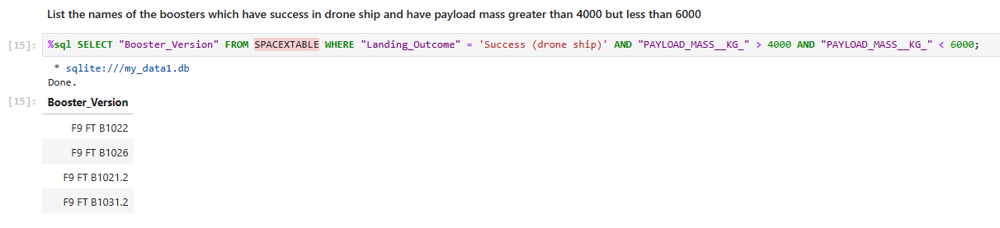 List the names of the boosters which have success in drone ship and have payload mass greater than 4000 but less than 6000
[15]: %sql SELECT "Booster_Version" FROM SPACEXTABLE WHERE "Landing_Outcome" = 'Success (drone ship)' AND "PAYLOAD_MASS__KG_" > 4000 AND "PAYLOAD_MASS__KG_" < 6000;
* sqlite:///my_data1.db
Done.
[15]: Booster_Version
F9 FT B1022
F9 FT B1026
F9 FT B1021.2
F9 FT B1031.2